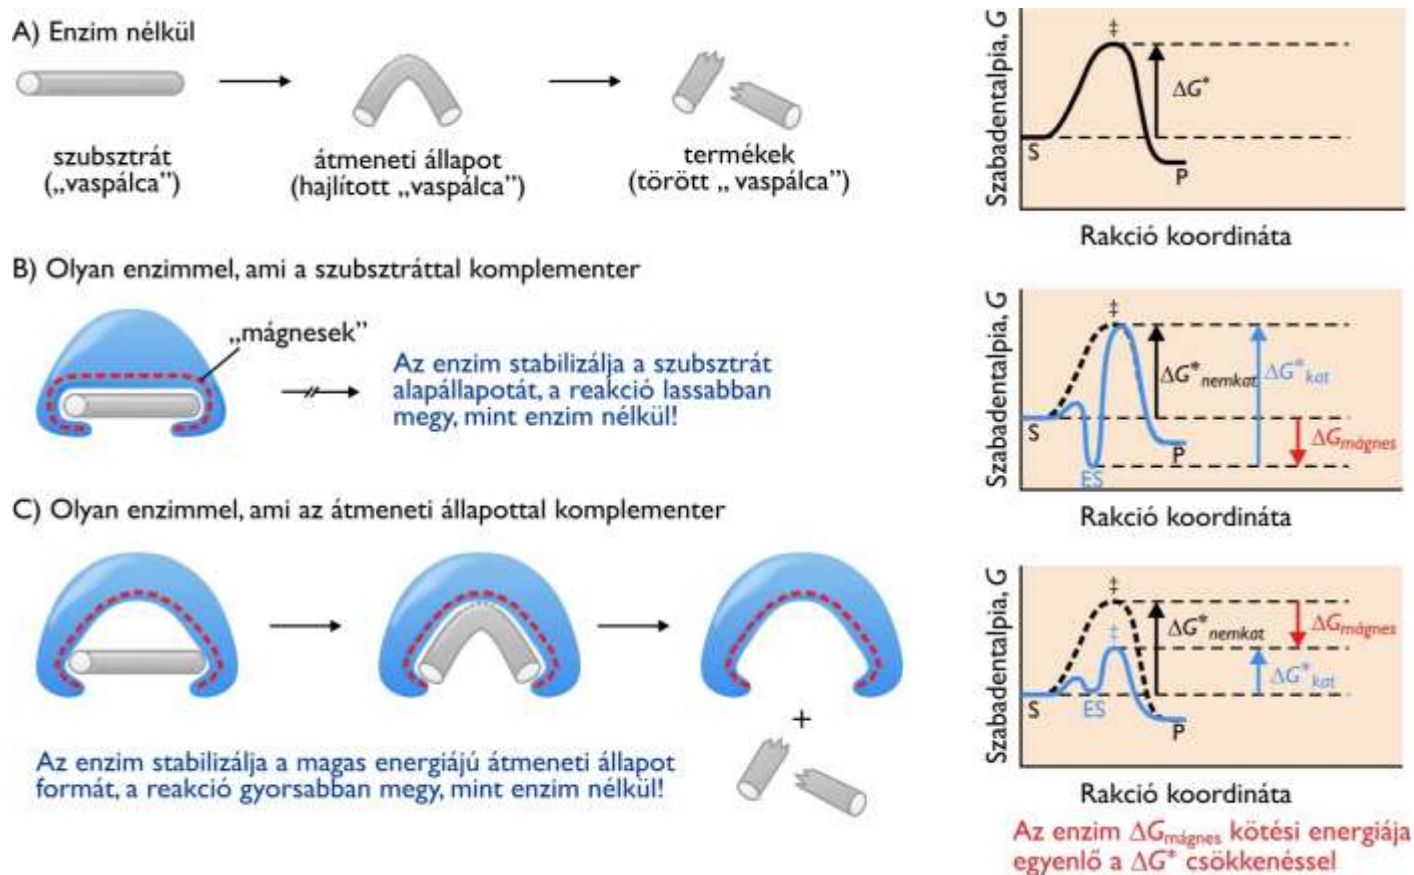 A) Enzim nélkül
szubsztrát
(„vaspálca”)
átmeneti állapot
(hajlított „vaspálca”)
termékek
(törött „ vaspálca”)
Szabadentalpia, G
‡
ΔG*
S
P
Rakció koordináta
B) Olyan enzimmel, ami a szubsztráttal komplementer
„mágnesek”
Az enzim stabilizálja a szubsztrát
alapállapotát, a reakció lassabban
megy, mint enzim nélkül!
Szabadentalpia, G
‡
ΔG*nemkat
ΔG*kat
ΔGmágnes
S
ES
P
Rakció koordináta
C) Olyan enzimmel, ami az átmeneti állapottal komplementer
+
Az enzim stabilizálja a magas energiájú átmeneti állapot
formát, a reakció gyorsabban megy, mint enzim nélkül!
Szabadentalpia, G
‡
‡
ΔG*nemkat
ΔGmágnes
ΔG*kat
S
ES
P
Rakció koordináta
Az enzim ΔGmágnes kötési energiája
egyenlő a ΔG* csökkenéssel